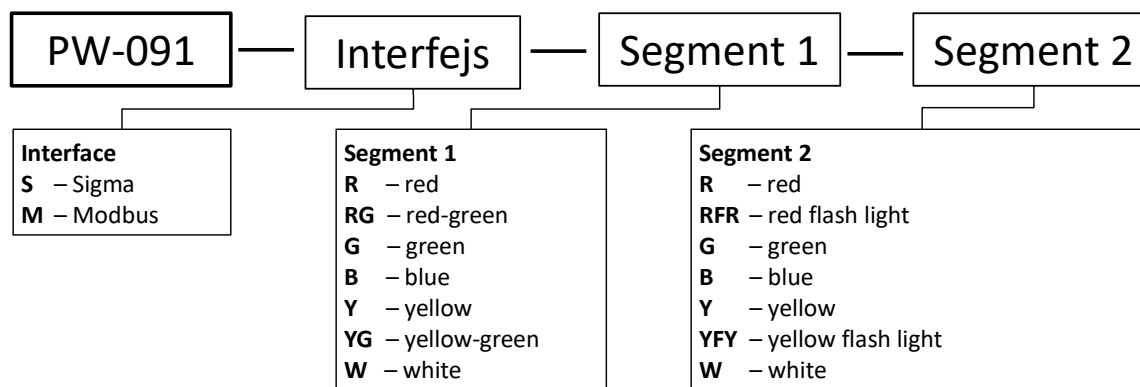 PW-091 — Interfejs — Segment 1 — Segment 2
Interface
S – Sigma
M – Modbus
Segment 1
R – red
RG – red-green
G – green
B – blue
Y – yellow
YG – yellow-green
W – white
Segment 2
R – red
RFR – red flash light
G – green
B – blue
Y – yellow
YFY – yellow flash light
W – white